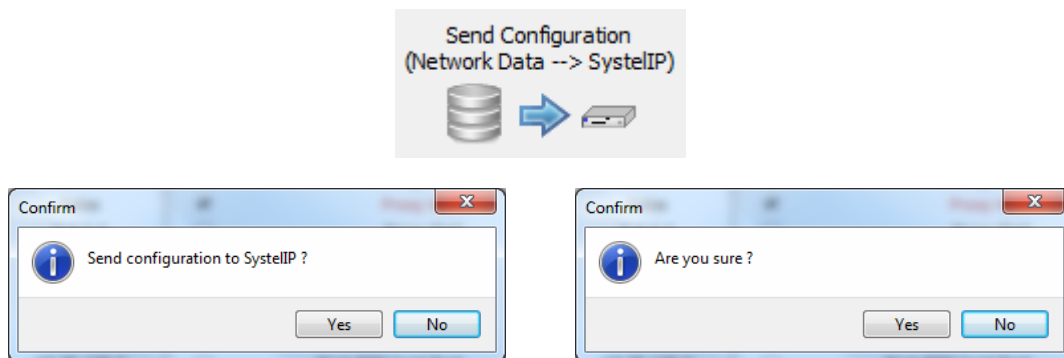 Send Configuration
(Network Data --> SystelIP)
Confirm
Send configuration to SystelIP ?
Yes
No
Confirm
Are you sure ?
Yes
No